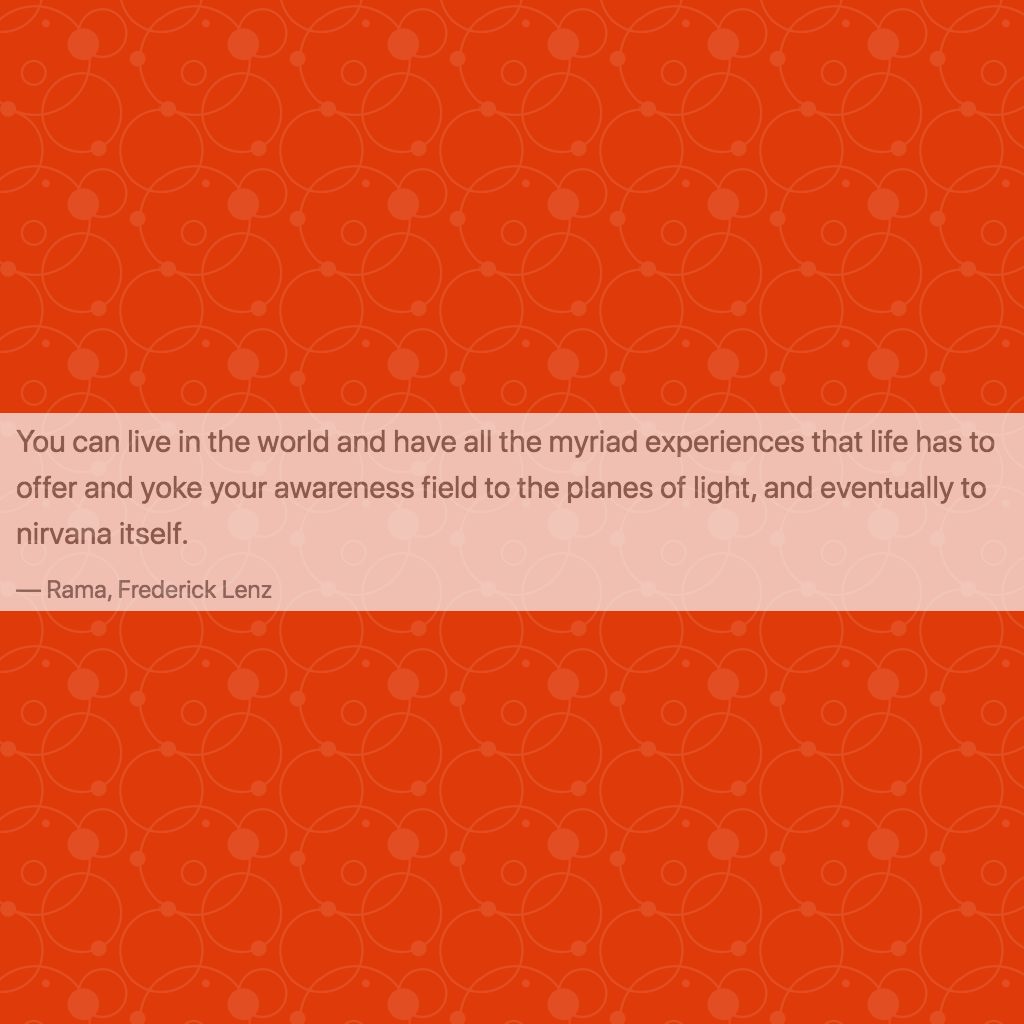 You can live in the world and have all the myriad experiences that life has to
offer and yoke your awareness field to the planes of light, and eventually to
nirvana itself.
— Rama, Frederick Lenz